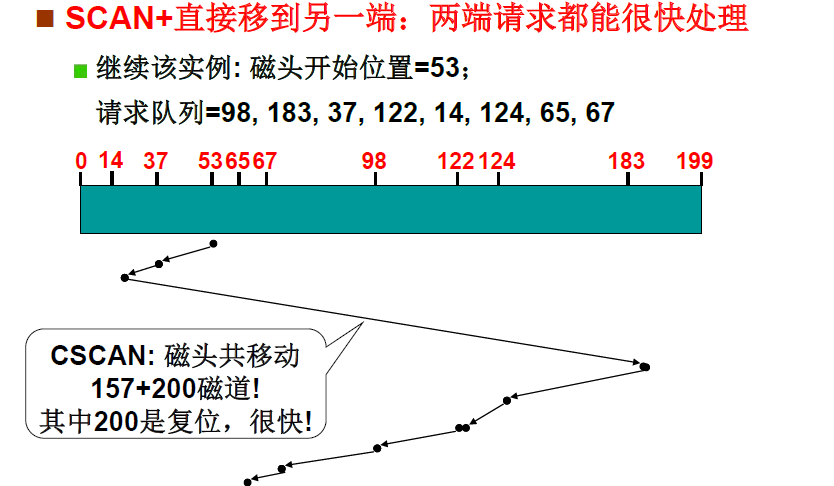 SCAN+直接移到另一端：两端请求都能很快处理
继续该实例: 磁头开始位置=53；
请求队列=98, 183, 37, 122, 14, 124, 65, 67
0 14 37 53 65 67 98 122 124 183 199
CSCAN: 磁头共移动
157+200磁道!
其中200是复位，很快!